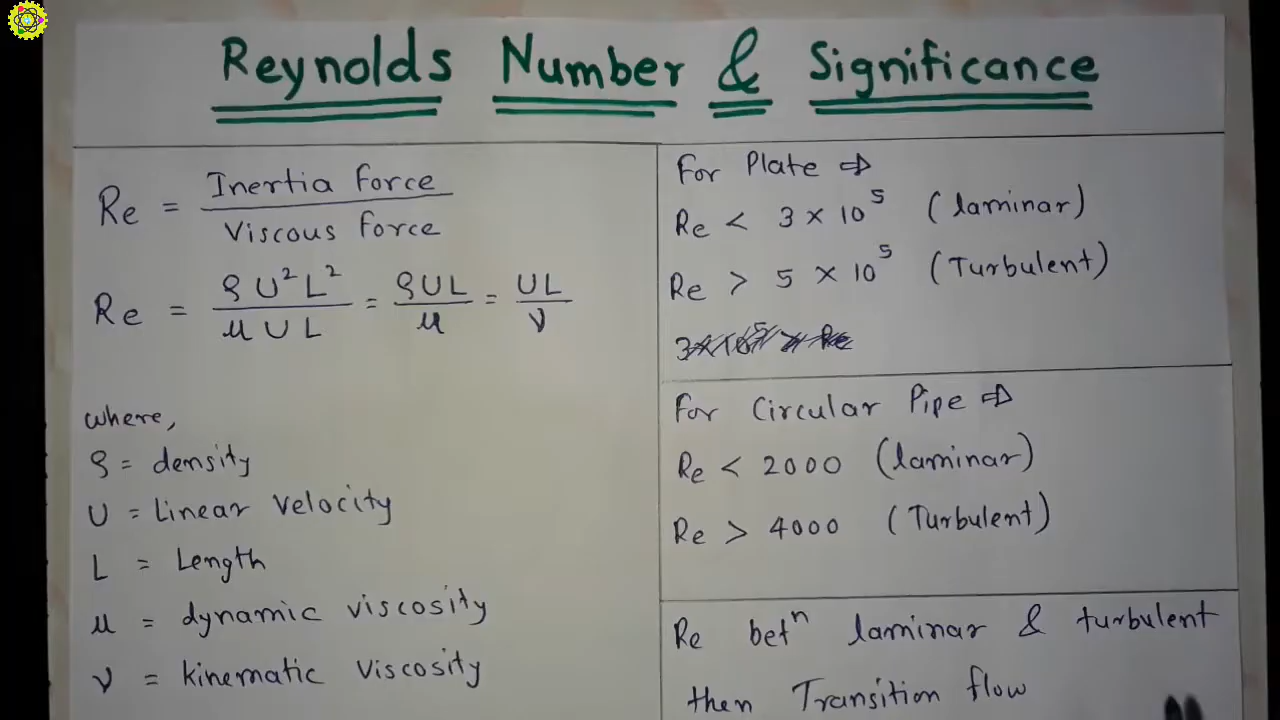 Reynolds Number & Significance
Re = Inertia force / Viscous force
Re = ρU²L² / μUL = ρUL / μ = UL / ν
where,
ρ = density
U = Linear Velocity
L = Length
μ = dynamic viscosity
ν = kinematic Viscosity
For Plate ⇒
Re < 3 × 10⁵ (laminar)
Re > 5 × 10⁵ (Turbulent)
For Circular Pipe ⇒
Re < 2000 (laminar)
Re > 4000 (Turbulent)
Re betⁿ laminar & turbulent
then Transition flow